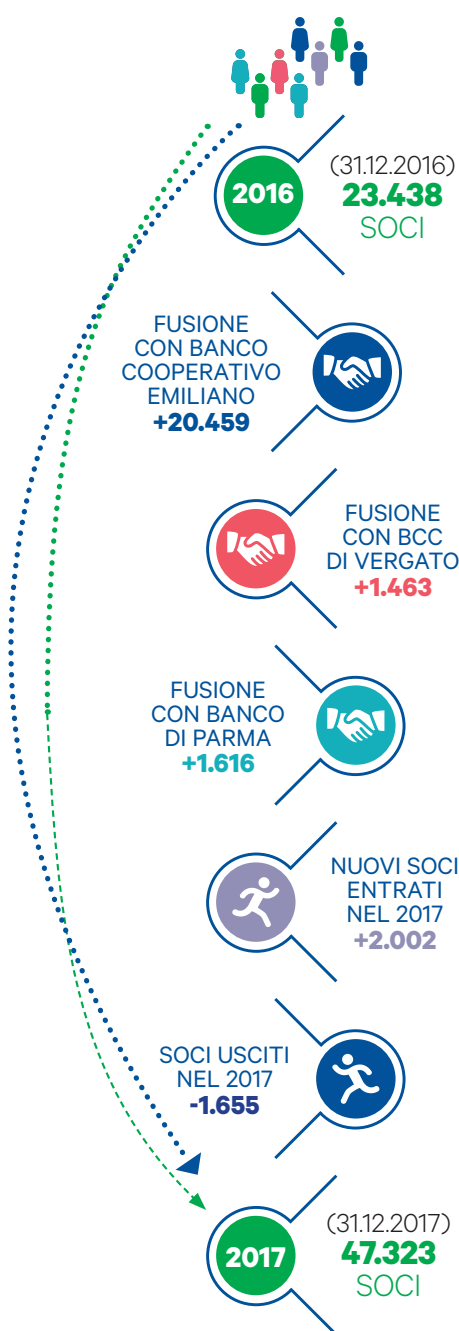 2016
(31.12.2016)
23.438
SOCI
FUSIONE
CON BANCO
COOPERATIVO
EMILIANO
+20.459
FUSIONE
CON BCC
DI VERGATO
+1.463
FUSIONE
CON BANCO
DI PARMA
+1.616
NUOVI SOCI
ENTRATI
NEL 2017
+2.002
SOCI USCITI
NEL 2017
-1.655
2017
(31.12.2017)
47.323
SOCI